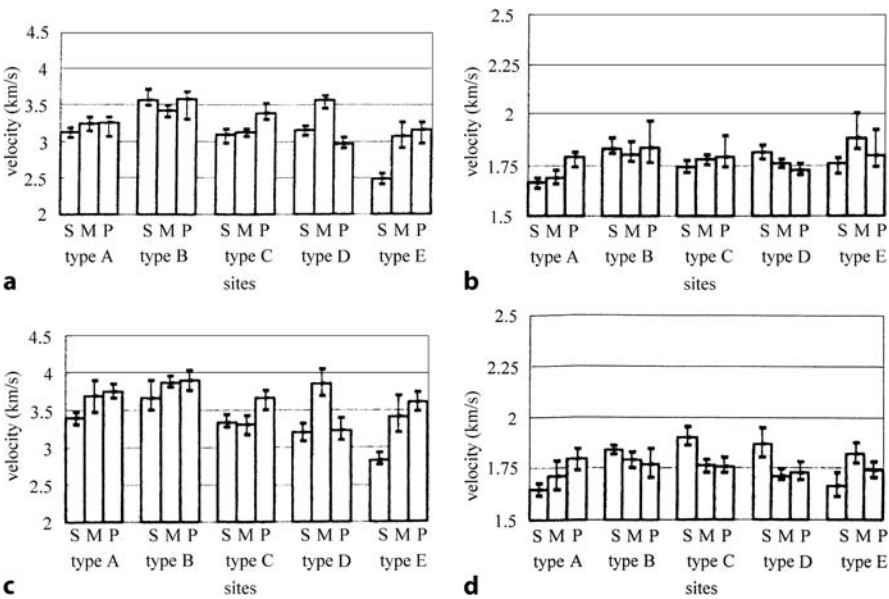 4.5
4
3.5
3
2.5
2
velocity (km/s)
S M P S M P S M P S M P S M P
type A type B type C type D type E
sites
a
2.5
2.25
2
1.75
1.5
velocity (km/s)
S M P S M P S M P S M P S M P
type A type B type C type D type E
sites
b
4.5
4
3.5
3
2.5
2
velocity (km/s)
S M P S M P S M P S M P S M P
type A type B type C type D type E
sites
c
2.5
2.25
2
1.75
1.5
velocity (km/s)
S M P S M P S M P S M P S M P
type A type B type C type D type E
sites
d